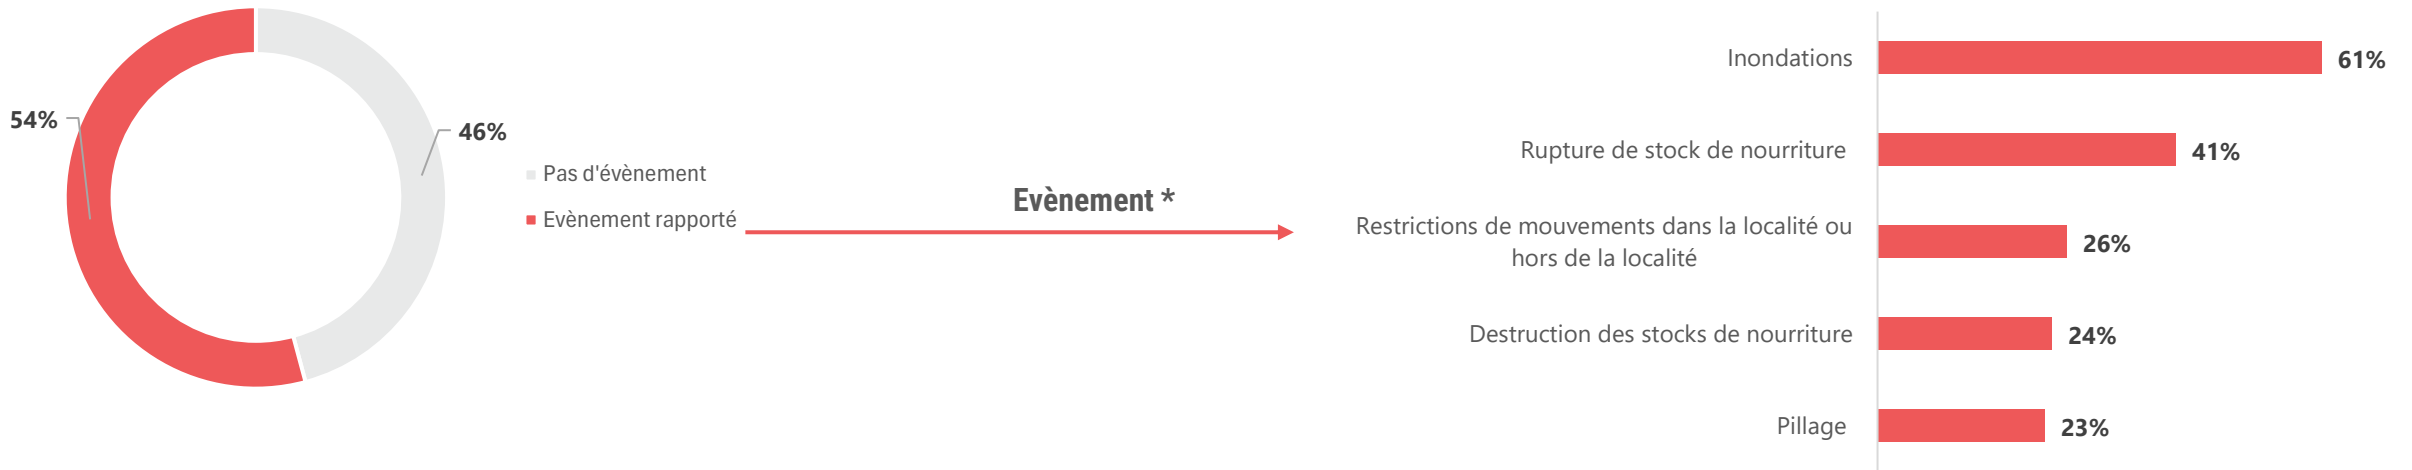 54%
46%
Pas d'évènement
Evènement rapporté
Evènement *
Inondations
61%
Rupture de stock de nourriture
41%
Restrictions de mouvements dans la localité ou
hors de la localité
26%
Destruction des stocks de nourriture
24%
Pillage
23%